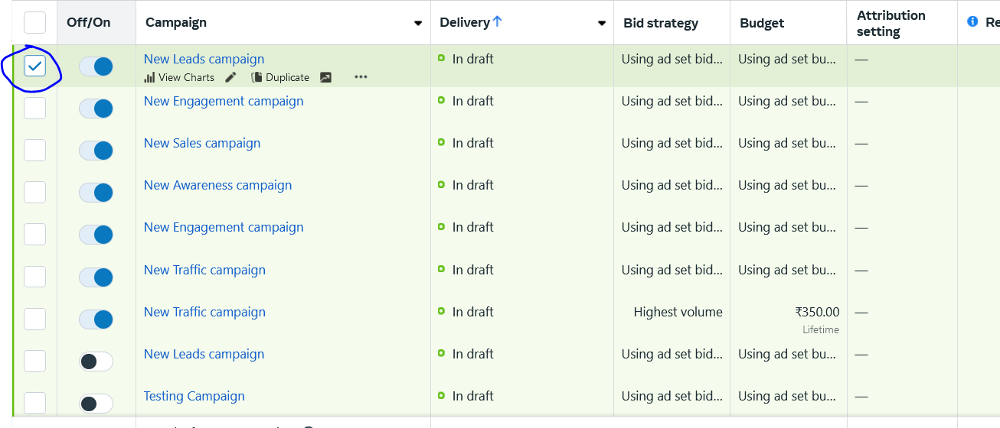 Off/On Campaign Delivery Bid strategy Budget Attribution setting Re
New Leads campaign In draft Using ad set bid... Using ad set bu... —
View Charts Duplicate
New Engagement campaign In draft Using ad set bid... Using ad set bu... —
New Sales campaign In draft Using ad set bid... Using ad set bu... —
New Awareness campaign In draft Using ad set bid... Using ad set bu... —
New Engagement campaign In draft Using ad set bid... Using ad set bu... —
New Traffic campaign In draft Using ad set bid... Using ad set bu... —
New Traffic campaign In draft Highest volume ₹350.00 —
Lifetime
New Leads campaign In draft Using ad set bid... Using ad set bu... —
Testing Campaign In draft Using ad set bid... Using ad set bu... —